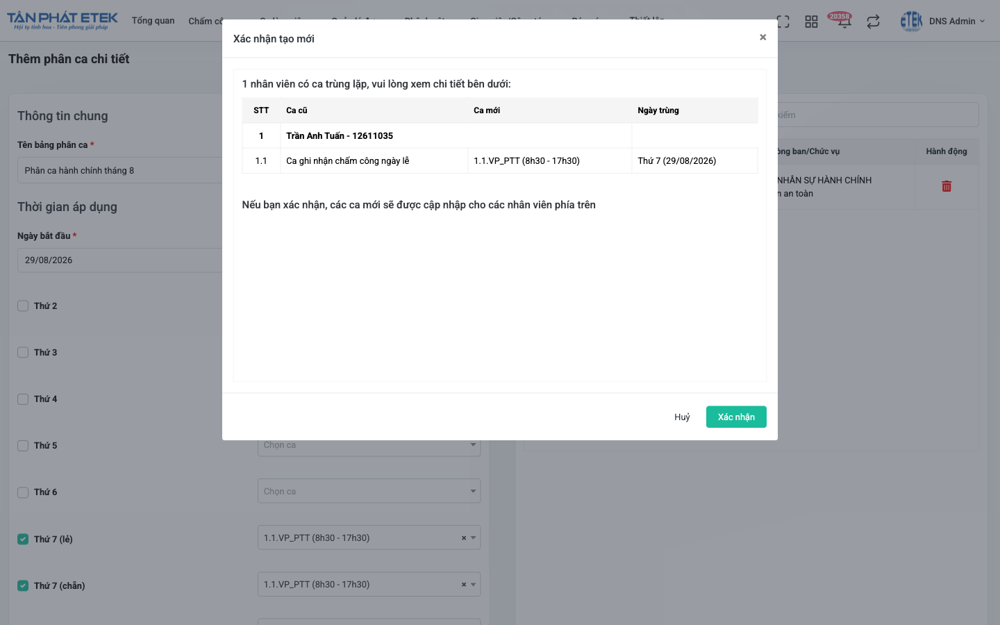 TÂN PHÁT ETEK
Hội tụ tinh hoa - Tiên phong giải pháp
Tổng quan
20358
DNS Admin
Thêm phân ca chi tiết
Xác nhận tạo mới
×
1 nhân viên có ca trùng lặp, vui lòng xem chi tiết bên dưới:
STT Ca cũ Ca mới Ngày trùng
1 Trần Anh Tuấn - 12611035
1.1 Ca ghi nhận chấm công ngày lễ 1.1.VP_PTT (8h30 - 17h30) Thứ 7 (29/08/2026)
Nếu bạn xác nhận, các ca mới sẽ được cập nhập cho các nhân viên phía trên
Huỷ Xác nhận
Thông tin chung
Tên bảng phân ca *
Phân ca hành chính tháng 8
Thời gian áp dụng
Ngày bắt đầu *
29/08/2026
Thứ 2
Thứ 3
Thứ 4
Thứ 5 Chọn ca
Thứ 6 Chọn ca
Thứ 7 (lẻ) 1.1.VP_PTT (8h30 - 17h30) ×
Thứ 7 (chẵn) 1.1.VP_PTT (8h30 - 17h30) ×
kiếm
ban/Chức vụ Hành động
NHÂN SỰ HÀNH CHÍNH
an toàn